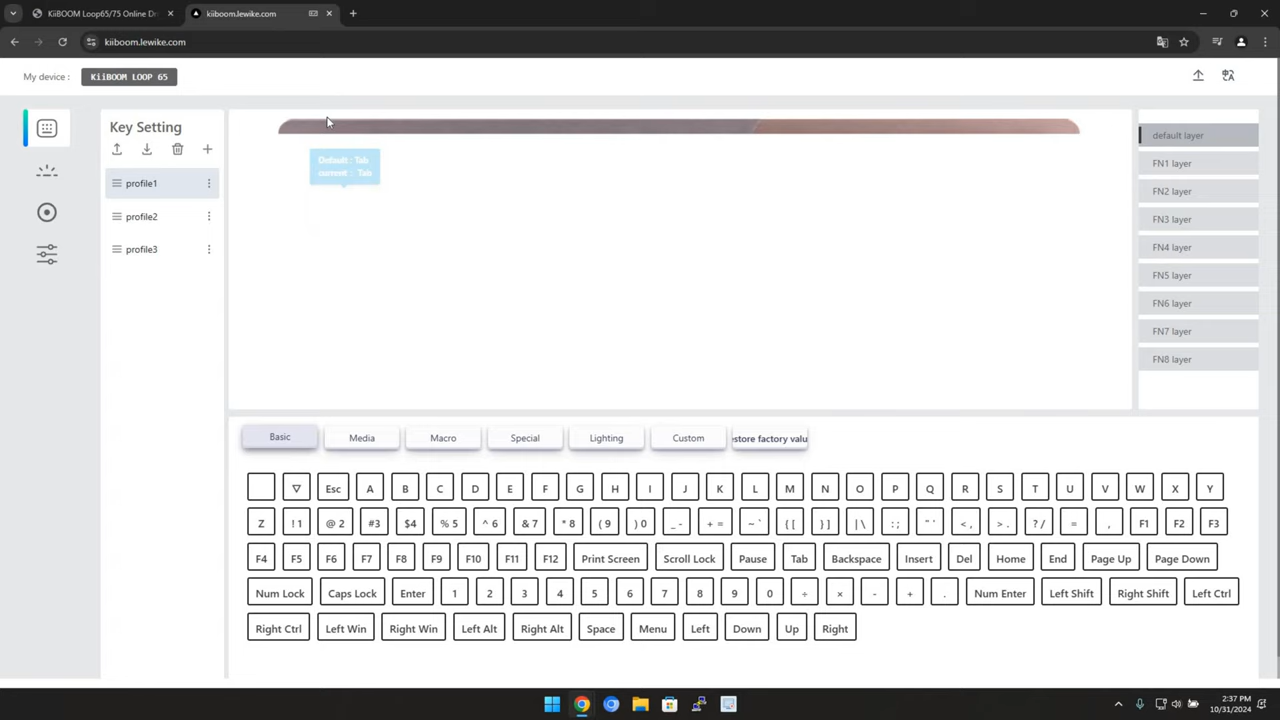 KiiBOOM Loop65/75 Online D
kiiboom.lewike.com
kiiboom.lewike.com
My device :
KiiBOOM LOOP 65
Key Setting
profile1
profile2
profile3
Default : Tab
current : Tab
default layer
FN1 layer
FN2 layer
FN3 layer
FN4 layer
FN5 layer
FN6 layer
FN7 layer
FN8 layer
Basic Media Macro Special Lighting Custom estore factory valu
▽ Esc A B C D E F G H I J K L M N O P Q R S T U V W X Y
Z ! 1 @ 2 #3 $4 % 5 ^ 6 & 7 * 8 ( 9 ) 0 _ - + = ~ ` { [ } ] | \ : ; " ' < , > . ? / = , F1 F2 F3
F4 F5 F6 F7 F8 F9 F10 F11 F12 Print Screen Scroll Lock Pause Tab Backspace Insert Del Home End Page Up Page Down
Num Lock Caps Lock Enter 1 2 3 4 5 6 7 8 9 0 ÷ × - + . Num Enter Left Shift Right Shift Left Ctrl
Right Ctrl Left Win Right Win Left Alt Right Alt Space Menu Left Down Up Right
2:37 PM
10/31/2024